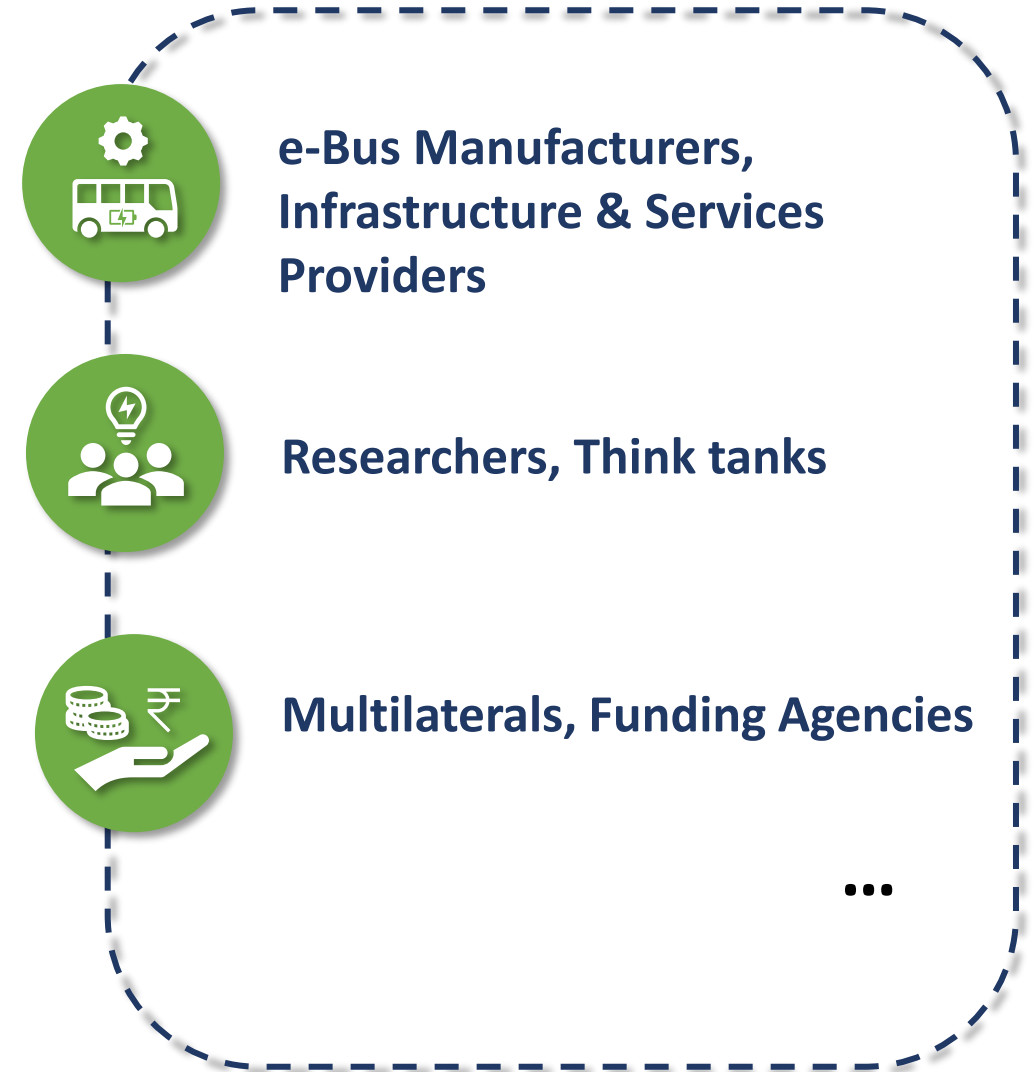 e-Bus Manufacturers,
Infrastructure & Services
Providers
Researchers, Think tanks
₹
Multilaterals, Funding Agencies
...